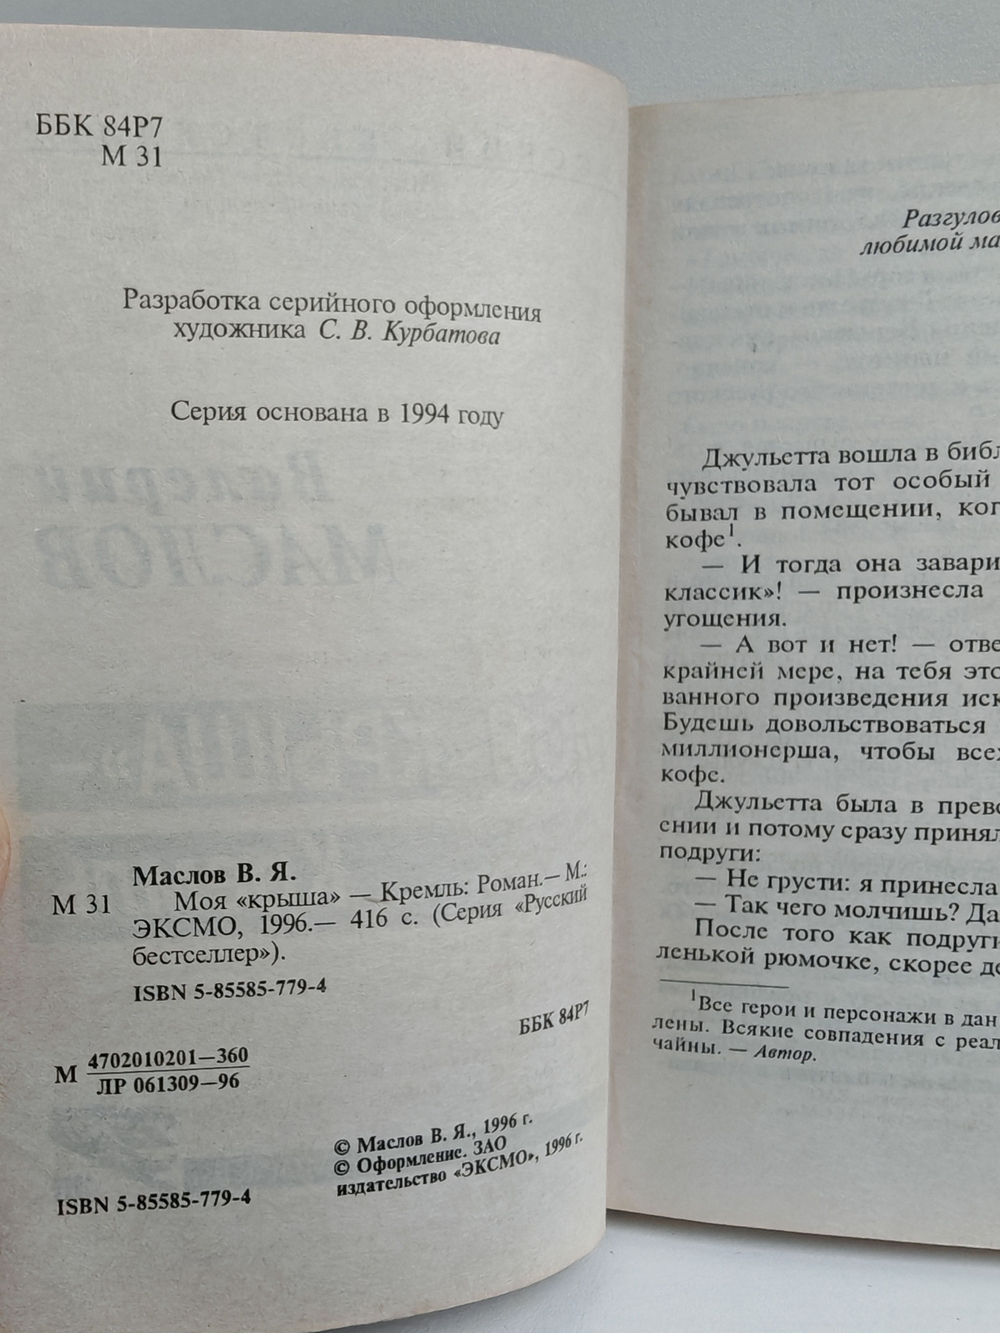 ББК 84Р7
М 31
Разработка серийного оформления
художника С. В. Курбатова
Серия основана в 1994 году
Маслов В. Я.
М 31 Моя «крыша» — Кремль: Роман.— М.:
ЭКСМО, 1996.— 416 с. (Серия «Русский
бестселлер»).
ISBN 5-85585-779-4
ББК 84Р7
М 4702010201—360
ЛР 061309—96
© Маслов В. Я., 1996 г.
© Оформление. ЗАО
издательство «ЭКСМО», 1996 г.
ISBN 5-85585-779-4
Разгулов
любимой ма
Джульетта вошла в библ
чувствовала тот особый
бывал в помещении, ког
кофе1.
— И тогда она завари
классик»! — произнесла
угощения.
— А вот и нет! — отве
крайней мере, на тебя это
ванного произведения иск
Будешь довольствоваться
миллионерша, чтобы всех
кофе.
Джульетта была в прево
сении и потому сразу принял
подруги:
— Не грусти: я принесла
— Так чего молчишь? Да
После того как подруги
ленькой рюмочке, скорее де
1Все герои и персонажи в дан
лены. Всякие совпадения с реал
чайны. — Автор.